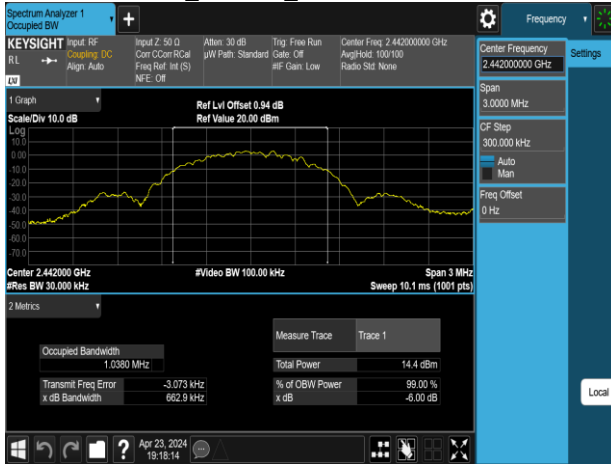 Spectrum Analyzer 1
Occupied BW
+
Frequency
KEYSIGHT
RL
LXI
Input: RF
Coupling: DC
Align: Auto
Input Z: 50 Ω
Corr CCorr RCal
Freq Ref: Int (S)
NFE: Off
Atten: 30 dB
µW Path: Standard
Trig: Free Run
Gate: Off
#IF Gain: Low
Center Freq: 2.442000000 GHz
Avg|Hold: 100/100
Radio Std: None
Center Frequency
2.442000000 GHz
Settings
Span
3.0000 MHz
CF Step
300.000 kHz
Auto
Man
Freq Offset
0 Hz
Local
1 Graph
Scale/Div 10.0 dB
Ref Lvl Offset 0.94 dB
Ref Value 20.00 dBm
Log
10.0
0.00
-10.0
-20.0
-30.0
-40.0
-50.0
-60.0
-70.0
Center 2.442000 GHz
#Res BW 30.000 kHz
#Video BW 100.00 kHz
Span 3 MHz
Sweep 10.1 ms (1001 pts)
2 Metrics
Measure Trace Trace 1
Occupied Bandwidth
1.0380 MHz
Total Power 14.4 dBm
Transmit Freq Error -3.073 kHz
% of OBW Power 99.00 %
x dB Bandwidth 662.9 kHz
x dB -6.00 dB
?
Apr 23, 2024
19:18:14